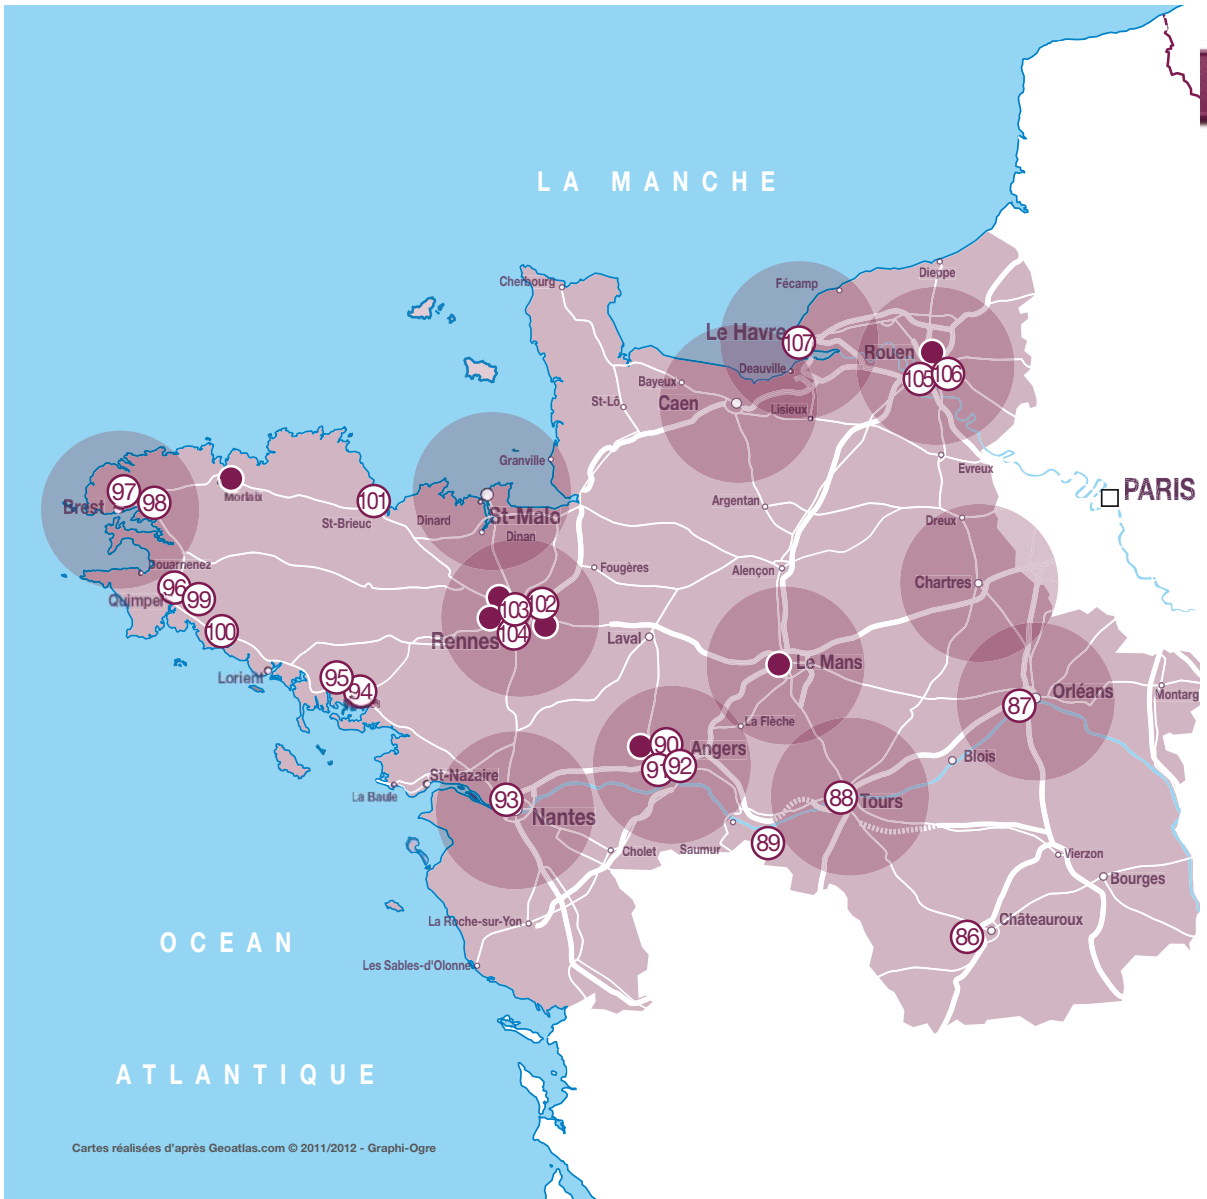 LA MANCHE
Cherbourg
Fécamp
Dieppe
Le Havre
107
Rouen
105
106
Deauville
Bayeux
St-Lô
Caen
Lisieux
Granville
Evreux
PARIS
97
98
Brest
Morlaix
101
St-Brieuc
Dinard
St-Malo
Dinan
Argentan
Dreux
Douarnenez
Fougères
Alençon
Chartres
96
99
Quimper
100
103
102
104
Rennes
Laval
Le Mans
Lorient
95
94
Orléans
87
Montarg
La Flèche
90
Angers
91
92
Blois
St-Nazaire
La Baule
93
Nantes
88
Tours
Cholet
Saumur
89
Vierzon
Bourges
La Roche-sur-Yon
Châteauroux
86
OCEAN
Les Sables-d'Olonne
ATLANTIQUE
Cartes réalisées d'après Geoatlas.com © 2011/2012 - Graphi-Ogre